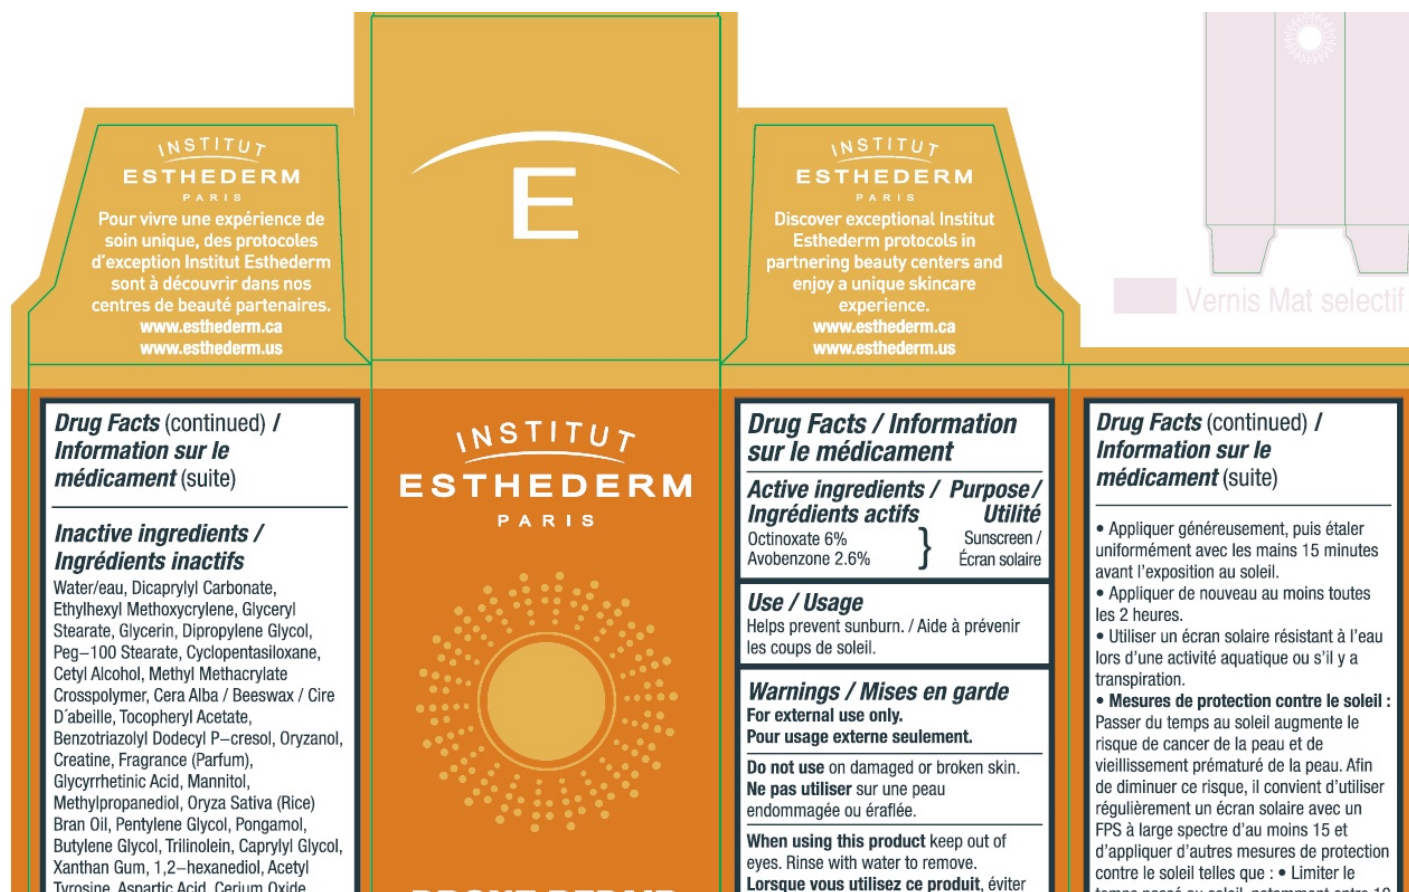 INSTITUT
ESTHEDERM
PARIS
Pour vivre une expérience de
soin unique, des protocoles
d'exception Institut Esthederm
sont à découvrir dans nos
centres de beauté partenaires.
www.esthederm.ca
www.esthederm.us
E
INSTITUT
ESTHEDERM
PARIS
Discover exceptional Institut
Esthederm protocols in
partnering beauty centers and
enjoy a unique skincare
experience.
www.esthederm.ca
www.esthederm.us
Vernis Mat selectif
Drug Facts (continued) /
Information sur le
médicament (suite)
Inactive ingredients /
Ingrédients inactifs
Water/eau, Dicaprylyl Carbonate,
Ethylhexyl Methoxycrylene, Glyceryl
Stearate, Glycerin, Dipropylene Glycol,
Peg–100 Stearate, Cyclopentasiloxane,
Cetyl Alcohol, Methyl Methacrylate
Crosspolymer, Cera Alba / Beeswax / Cire
D´abeille, Tocopheryl Acetate,
Benzotriazolyl Dodecyl P–cresol, Oryzanol,
Creatine, Fragrance (Parfum),
Glycyrrhetinic Acid, Mannitol,
Methylpropanediol, Oryza Sativa (Rice)
Bran Oil, Pentylene Glycol, Pongamol,
Butylene Glycol, Trilinolein, Caprylyl Glycol,
Xanthan Gum, 1,2–hexanediol, Acetyl
Tyrosine, Aspartic Acid, Cerium Oxide
INSTITUT
ESTHEDERM
PARIS
Drug Facts / Information
sur le médicament
Active ingredients / Purpose /
Ingrédients actifs Utilité
Octinoxate 6% } Sunscreen /
Avobenzone 2.6% Écran solaire
Use / Usage
Helps prevent sunburn. / Aide à prévenir
les coups de soleil.
Warnings / Mises en garde
For external use only.
Pour usage externe seulement.
Do not use on damaged or broken skin.
Ne pas utiliser sur une peau
endommagée ou éraflée.
When using this product keep out of
eyes. Rinse with water to remove.
Lorsque vous utilisez ce produit, éviter
Drug Facts (continued) /
Information sur le
médicament (suite)
• Appliquer généreusement, puis étaler
uniformément avec les mains 15 minutes
avant l'exposition au soleil.
• Appliquer de nouveau au moins toutes
les 2 heures.
• Utiliser un écran solaire résistant à l'eau
lors d'une activité aquatique ou s'il y a
transpiration.
• Mesures de protection contre le soleil :
Passer du temps au soleil augmente le
risque de cancer de la peau et de
vieillissement prématuré de la peau. Afin
de diminuer ce risque, il convient d'utiliser
régulièrement un écran solaire avec un
FPS à large spectre d'au moins 15 et
d'appliquer d'autres mesures de protection
contre le soleil telles que : • Limiter le